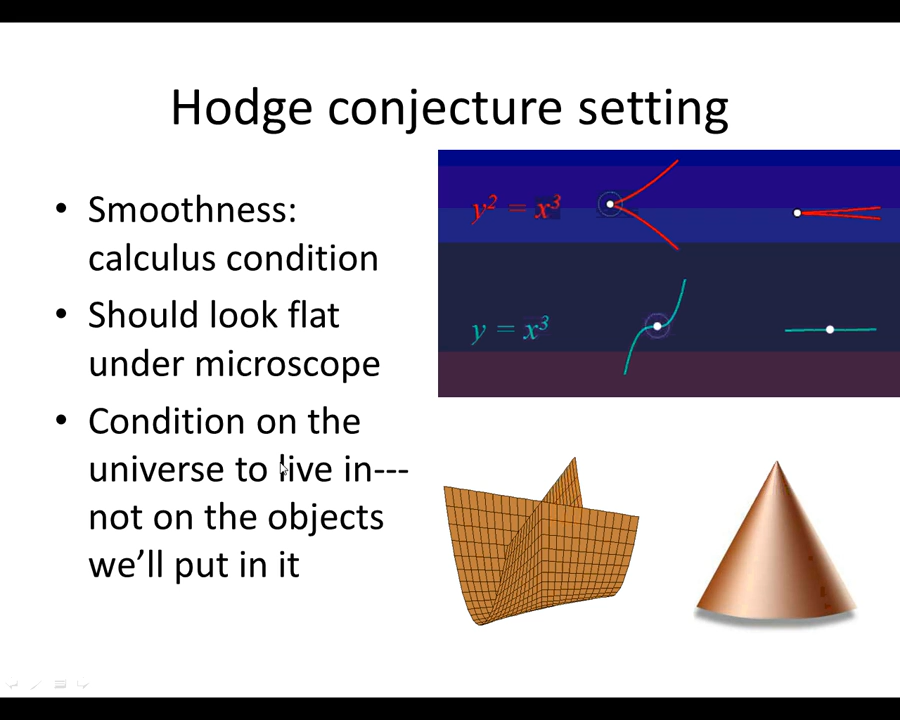 Hodge conjecture setting
• Smoothness:
calculus condition
• Should look flat
under microscope
• Condition on the
universe to live in---
not on the objects
we’ll put in it
y² = x³
y = x³